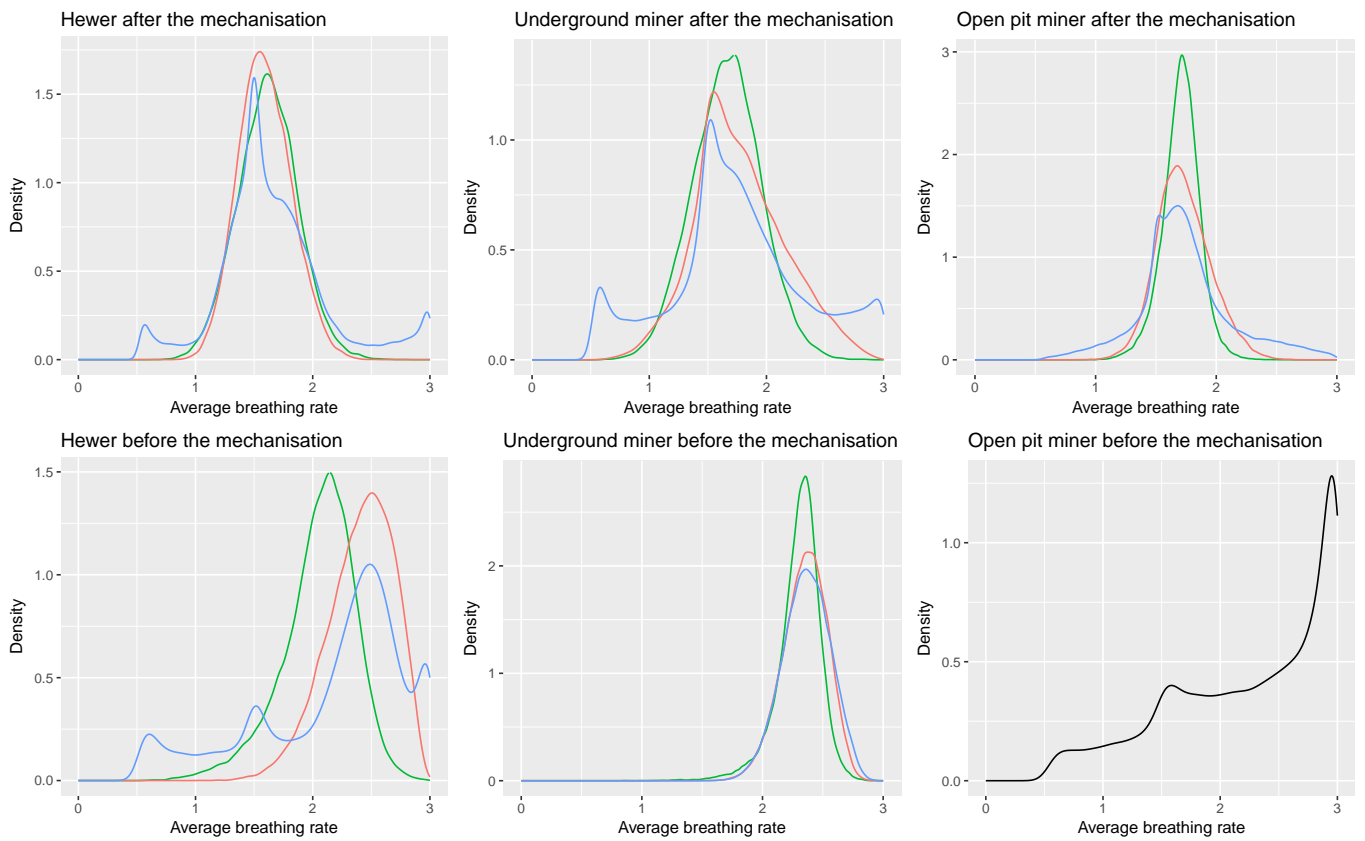 Hewer after the mechanisation
Underground miner after the mechanisation
Open pit miner after the mechanisation
Density
1.5
1.0
0.5
0.0
0
1
2
3
Average breathing rate
Density
1.0
0.5
0.0
0
1
2
3
Average breathing rate
Density
3
2
1
0
0
1
2
3
Average breathing rate
Hewer before the mechanisation
Underground miner before the mechanisation
Open pit miner before the mechanisation
Density
1.5
1.0
0.5
0.0
0
1
2
3
Average breathing rate
Density
2
1
0
0
1
2
3
Average breathing rate
Density
1.0
0.5
0.0
0
1
2
3
Average breathing rate